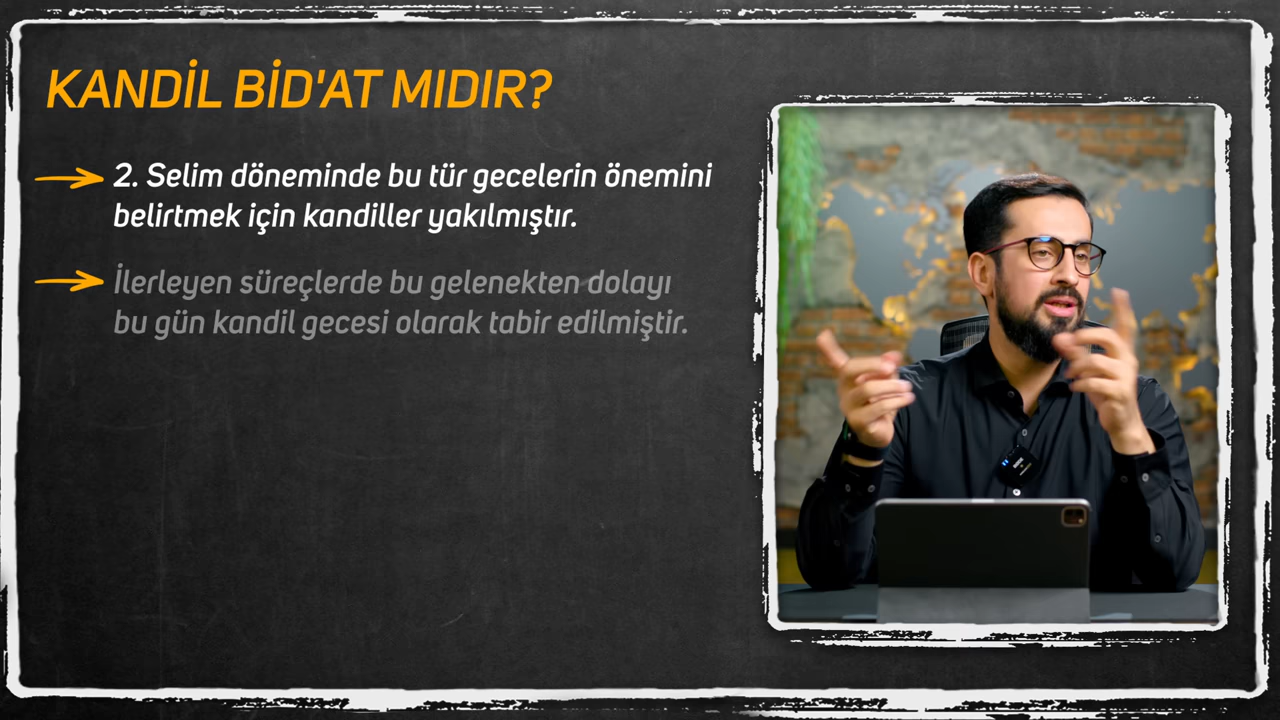 KANDİL BİD'AT MIDIR?
2. Selim döneminde bu tür gecelerin önemini
belirtmek için kandiller yakılmıştır.
İlerleyen süreçlerde bu gelenekten dolayı
bu gün kandil gecesi olarak tabir edilmiştir.